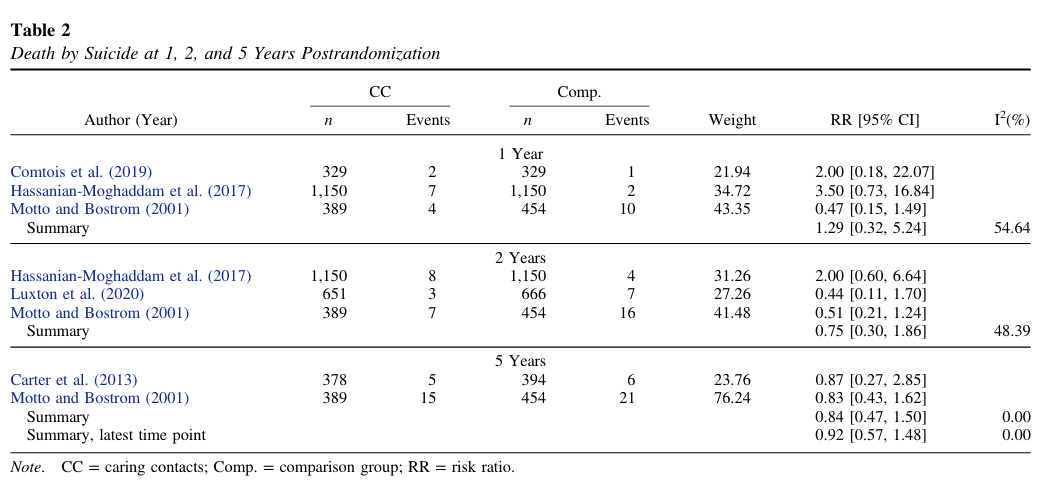 Table 2
Death by Suicide at 1, 2, and 5 Years Postrandomization
CC Comp.
Author (Year) n Events n Events Weight RR [95% CI] I²(%)
1 Year
Comtois et al. (2019) 329 2 329 1 21.94 2.00 [0.18, 22.07]
Hassanian-Moghaddam et al. (2017) 1,150 7 1,150 2 34.72 3.50 [0.73, 16.84]
Motto and Bostrom (2001) 389 4 454 10 43.35 0.47 [0.15, 1.49]
Summary 1.29 [0.32, 5.24] 54.64
2 Years
Hassanian-Moghaddam et al. (2017) 1,150 8 1,150 4 31.26 2.00 [0.60, 6.64]
Luxton et al. (2020) 651 3 666 7 27.26 0.44 [0.11, 1.70]
Motto and Bostrom (2001) 389 7 454 16 41.48 0.51 [0.21, 1.24]
Summary 0.75 [0.30, 1.86] 48.39
5 Years
Carter et al. (2013) 378 5 394 6 23.76 0.87 [0.27, 2.85]
Motto and Bostrom (2001) 389 15 454 21 76.24 0.83 [0.43, 1.62]
Summary 0.84 [0.47, 1.50] 0.00
Summary, latest time point 0.92 [0.57, 1.48] 0.00
Note. CC = caring contacts; Comp. = comparison group; RR = risk ratio.